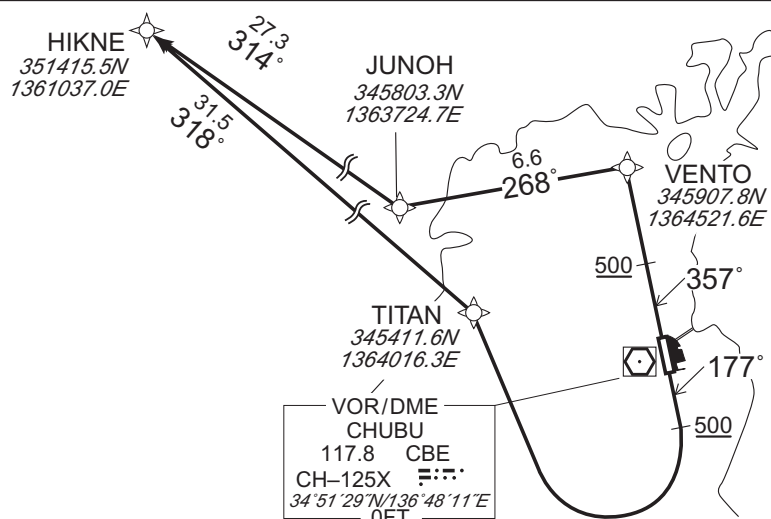 HIKNE
351415.5N
1361037.0E
27.3
314°
31.5
318°
JUNOH
345803.3N
1363724.7E
6.6
268°
VENTO
345907.8N
1364521.6E
500
357°
TITAN
345411.6N
1364016.3E
177°
500
VOR/DME
CHUBU
117.8 CBE
CH–125X
34°51´29"N/136°48´11"E
0FT